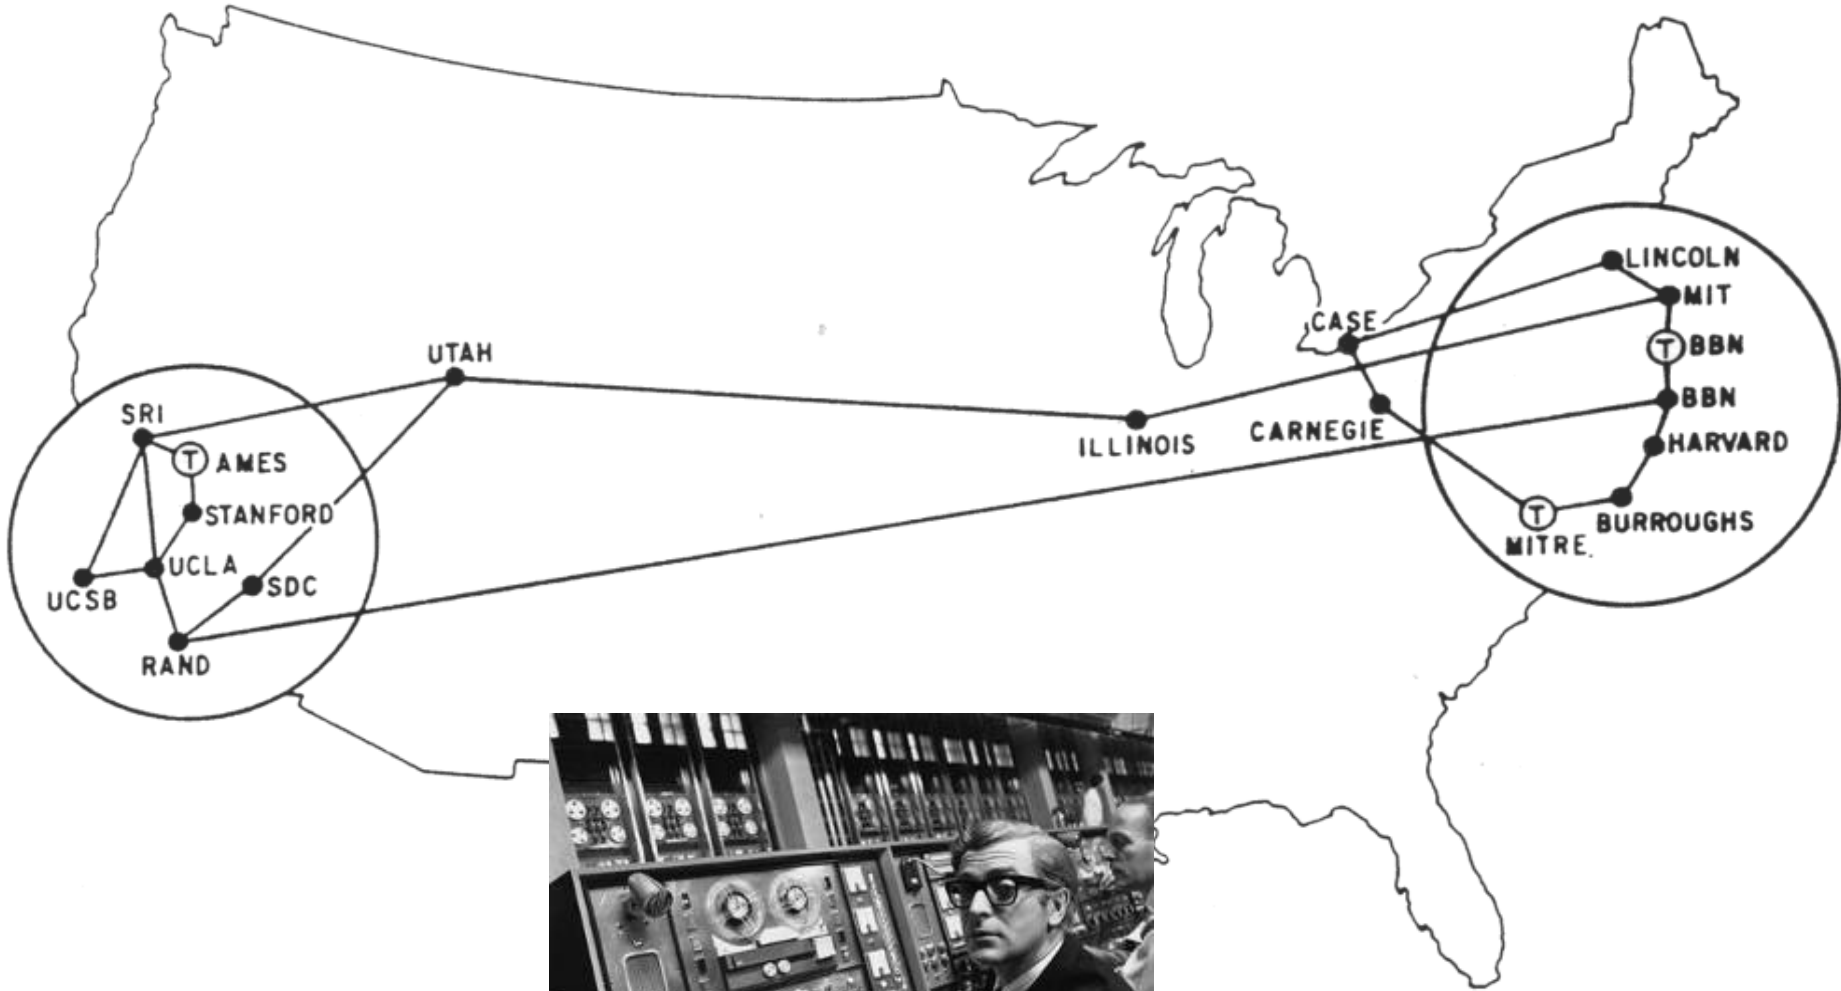 LINCOLN
MIT
CASE
T BBN
UTAH
BBN
SRI
ILLINOIS
CARNEGIE
HARVARD
T AMES
STANFORD
T
BURROUGHS
MITRE.
UCLA
SDC
UCSB
RAND